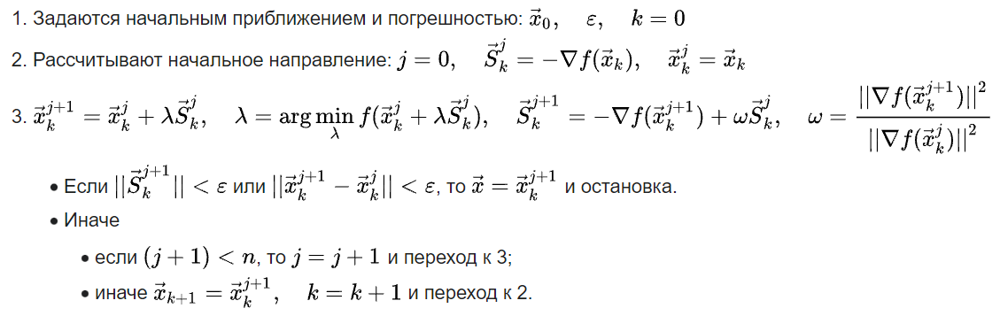 1. Задаются начальным приближением и погрешностью: $\vec{x}_0, \quad \varepsilon, \quad k = 0$
2. Рассчитывают начальное направление: $j = 0, \quad \vec{S}_k^j = -\nabla f(\vec{x}_k), \quad \vec{x}_k^j = \vec{x}_k$
3. $\vec{x}_k^{j+1} = \vec{x}_k^j + \lambda \vec{S}_k^j, \quad \lambda = \arg\min_{\lambda} f(\vec{x}_k^j + \lambda \vec{S}_k^j), \quad \vec{S}_k^{j+1} = -\nabla f(\vec{x}_k^{j+1}) + \omega \vec{S}_k^j, \quad \omega = \frac{||\nabla f(\vec{x}_k^{j+1})||^2}{||\nabla f(\vec{x}_k^j)||^2}$
• Если $||\vec{S}_k^{j+1}|| < \varepsilon$ или $||\vec{x}_k^{j+1} - \vec{x}_k^j|| < \varepsilon$, то $\vec{x} = \vec{x}_k^{j+1}$ и остановка.
• Иначе
• если $(j + 1) < n$, то $j = j + 1$ и переход к 3;
• иначе $\vec{x}_{k+1} = \vec{x}_k^{j+1}, \quad k = k + 1$ и переход к 2.